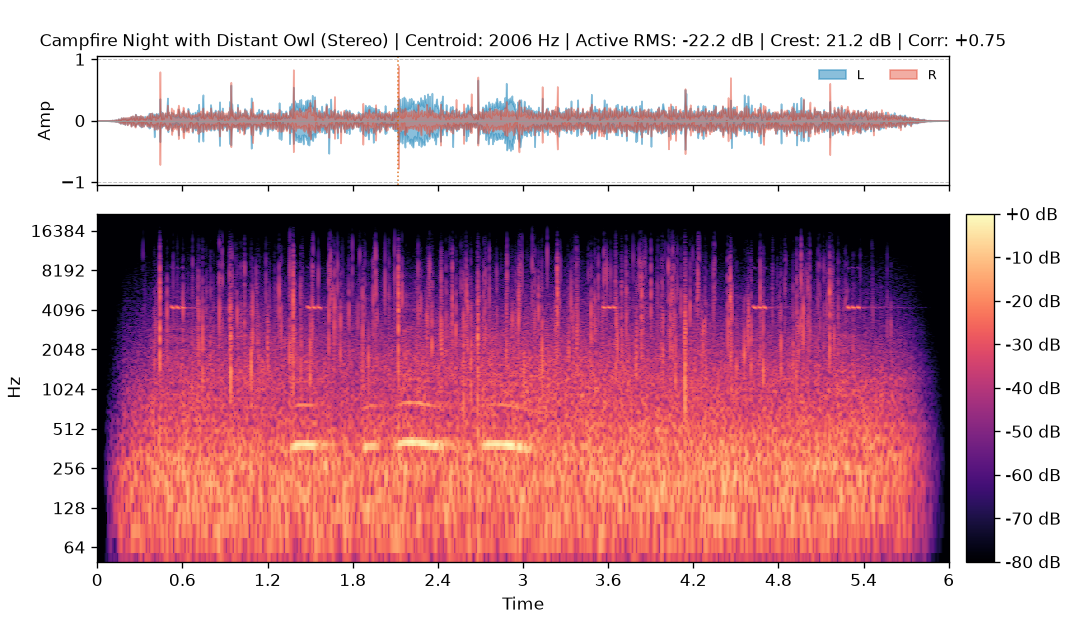 Campfire Night with Distant Owl (Stereo) | Centroid: 2006 Hz | Active RMS: -22.2 dB | Crest: 21.2 dB | Corr: +0.75
L R
Amp
1
0
−1
Hz
16384
8192
4096
2048
1024
512
256
128
64
0 0.6 1.2 1.8 2.4 3 3.6 4.2 4.8 5.4 6
Time
+0 dB
-10 dB
-20 dB
-30 dB
-40 dB
-50 dB
-60 dB
-70 dB
-80 dB